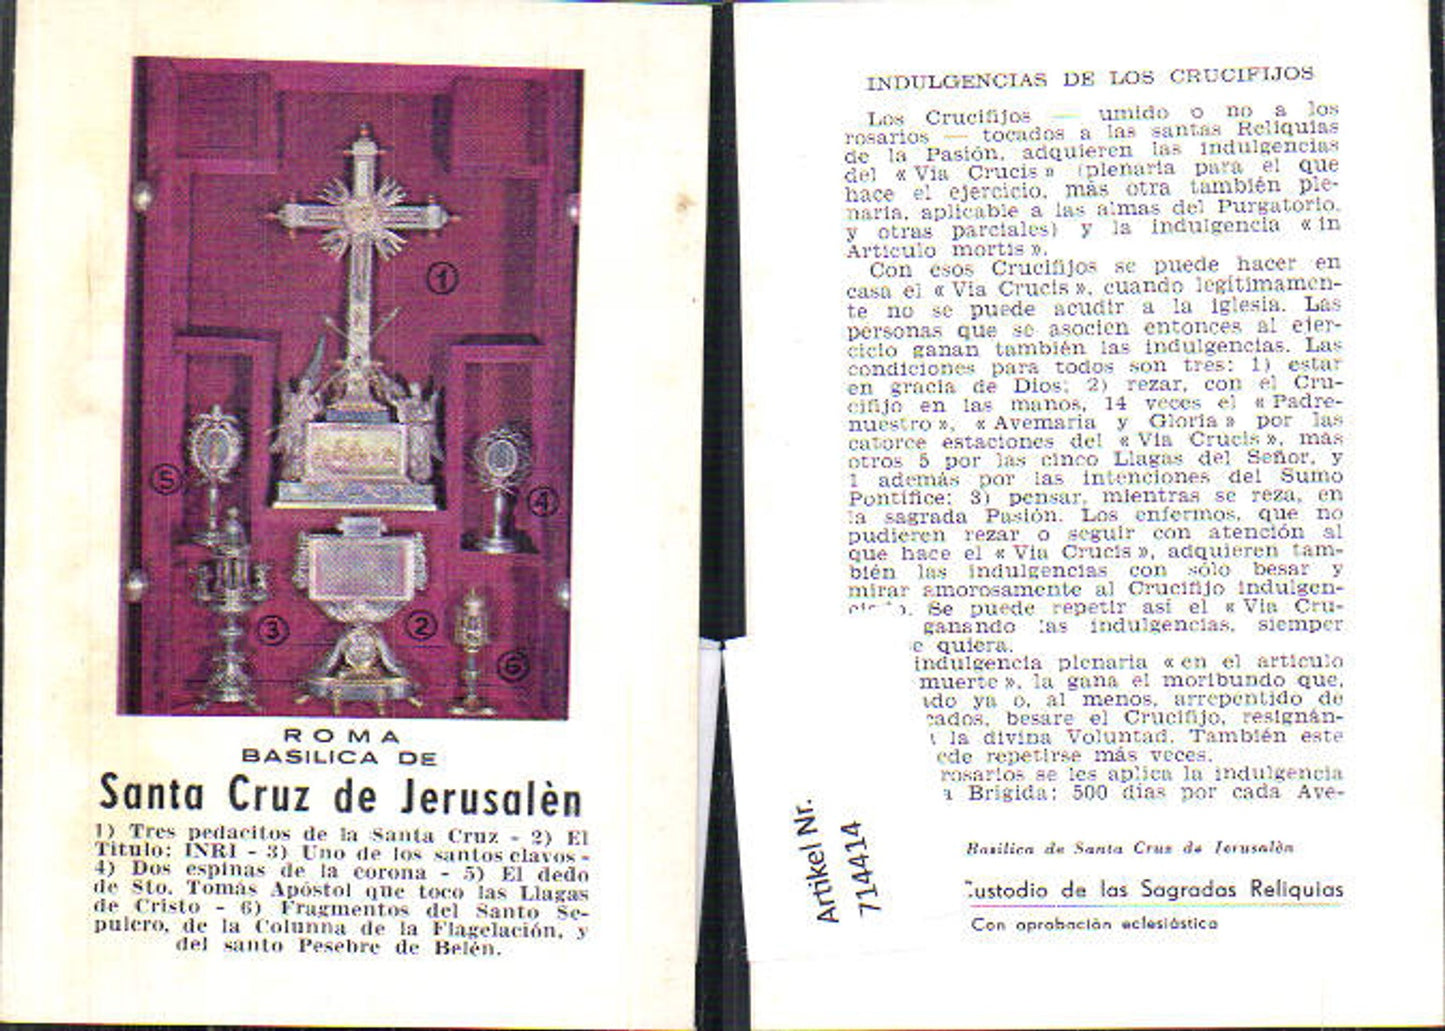 1
5
4
3
2
6
ROMA
BASILICA DE
Santa Cruz de Jerusalèn
1) Tres pedacitos de la Santa Cruz - 2) El
Titulo: INRI - 3) Uno de los santos clavos -
4) Dos espinas de la corona - 5) El dedo
de Sto. Tomás Apóstol que toco las Llagas
de Cristo - 6) Fragmentos del Santo Se-
pulcro, de la Columna de la Flagelación, y
del santo Pesebre de Belén.
INDULGENCIAS DE LOS CRUCIFIJOS
Los Crucifijos — umido o no a los
rosarios — tocados a las santas Reliquias
de la Pasión, adquieren las indulgencias
del « Via Crucis » (plenaria para el que
hace el ejercicio, más otra también ple-
naria, aplicable a las almas del Purgatorio,
y otras parciales) y la indulgencia « in
Articulo mortis ».
Con esos Crucifijos se puede hacer en
casa el « Via Crucis », cuando legitimamen-
te no se puede acudir a la iglesia. Las
personas que se asocien entonces al ejer-
cicio ganan también las indulgencias. Las
condiciones para todos son tres: 1) estar
en gracia de Dios; 2) rezar, con el Cru-
cifijo en las manos, 14 veces el « Padre-
nuestro », « Avemaria y Gloria » por las
catorce estaciones del « Via Crucis », más
otros 5 por las cinco Llagas del Señor, y
1 además por las intenciones del Sumo
Pontifice; 3) pensar, mientras se reza, en
la sagrada Pasión. Los enfermos, que no
pudieren rezar o seguir con atención al
que hace el « Via Crucis », adquieren tam-
bién las indulgencias con sólo besar y
mirar amorosamente al Crucifijo indulgen-
Se puede repetir asi el « Via Cru-
ganando las indulgencias, siempre
e quiera.
indulgencia plenaria « en el articulo
muerte », la gana el moribundo que,
ado ya o, al menos, arrepentido de
cados, besare el Crucifijo, resignán-
la divina Voluntad. También este
ede repetirse más veces.
rosarios se les aplica la indulgencia
a Brigida: 500 dias por cada Ave-
Basilica de Santa Cruz de Jerusalèn
Custodio de las Sagradas Reliquias
Con aprobación eclesiástica
Artikel Nr.
714414